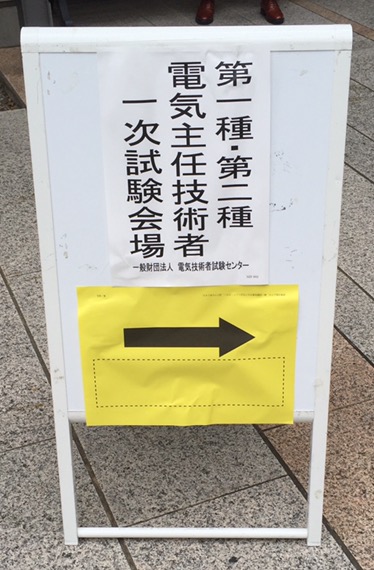 第一種・第二種
電気主任技術者
一次試験会場
一般財団法人 電気技術者試験センター